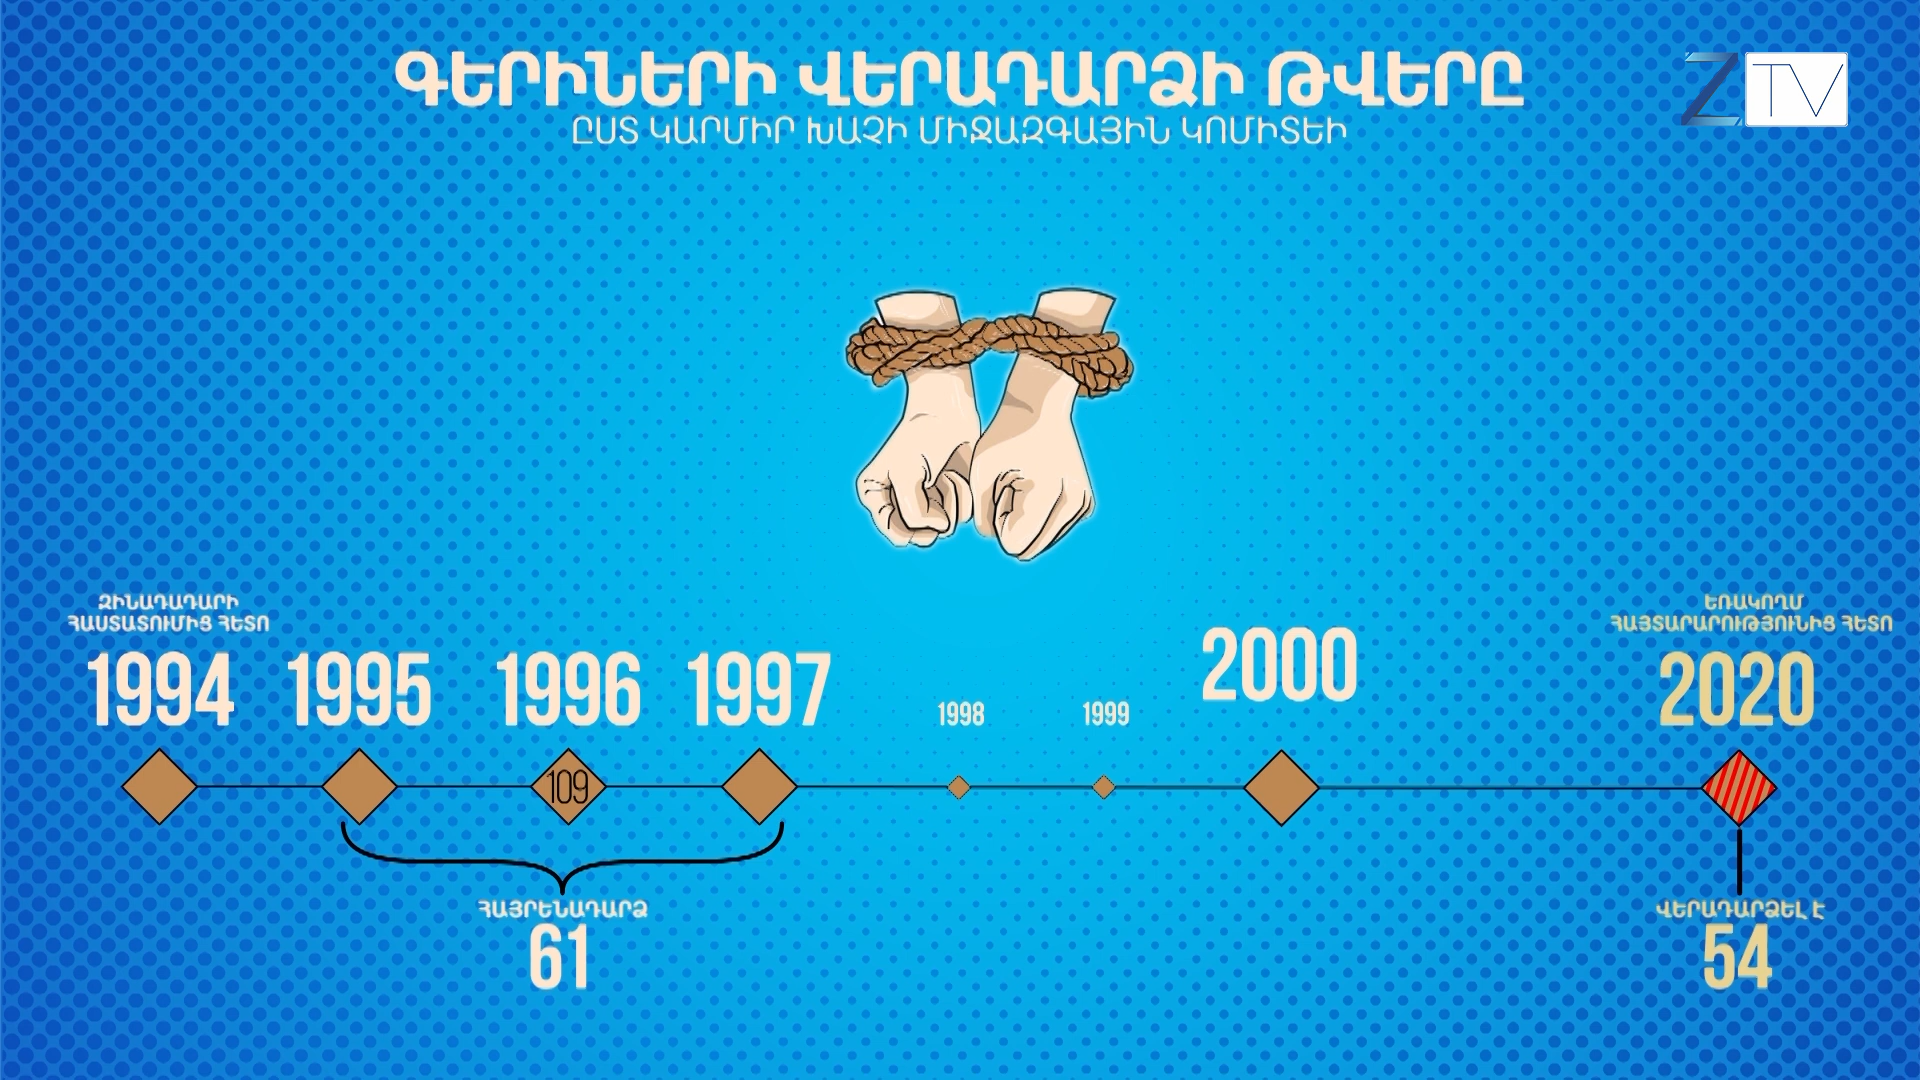 ԳԵՐԻՆԵՐԻ ՎԵՐԱԴԱՐՁԻ ԹՎԵՐԸ
ԸՍՏ ԿԱՐՄԻՐ ԽԱՉԻ ՄԻՋԱԶԳԱՅԻՆ ԿՈՄԻՏԵԻ
ZTV
ԶԻՆԱԴԱԴԱՐԻ
ՀԱՍՏԱՏՈՒՄԻՑ ՀԵՏՈ
1994
1995
1996
1997
1998
1999
2000
ԵՌԱԿՈՂՄ
ՀԱՅՏԱՐԱՐՈՒԹՅՈՒՆԻՑ ՀԵՏՈ
2020
109
ՀԱՅՐԵՆԱԴԱՐՁ
61
ՎԵՐԱԴԱՐՁԵԼ Է
54